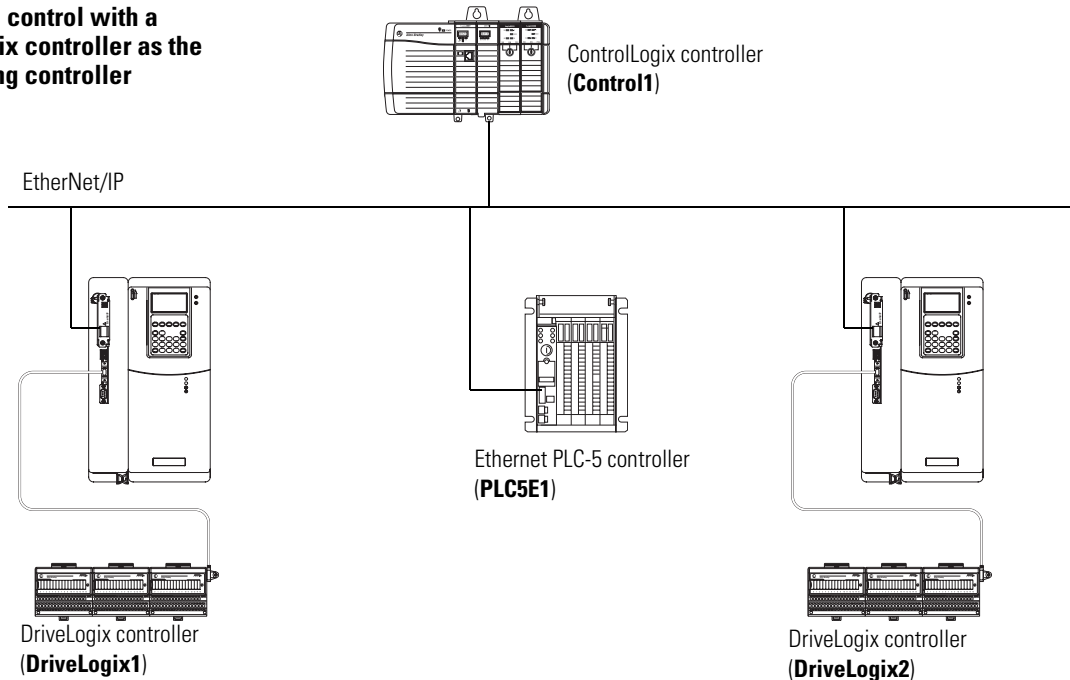 control with a
ix controller as the
ng controller
ControlLogix controller
(Control1)
EtherNet/IP
Ethernet PLC-5 controller
(PLC5E1)
DriveLogix controller
(DriveLogix1)
DriveLogix controller
(DriveLogix2)